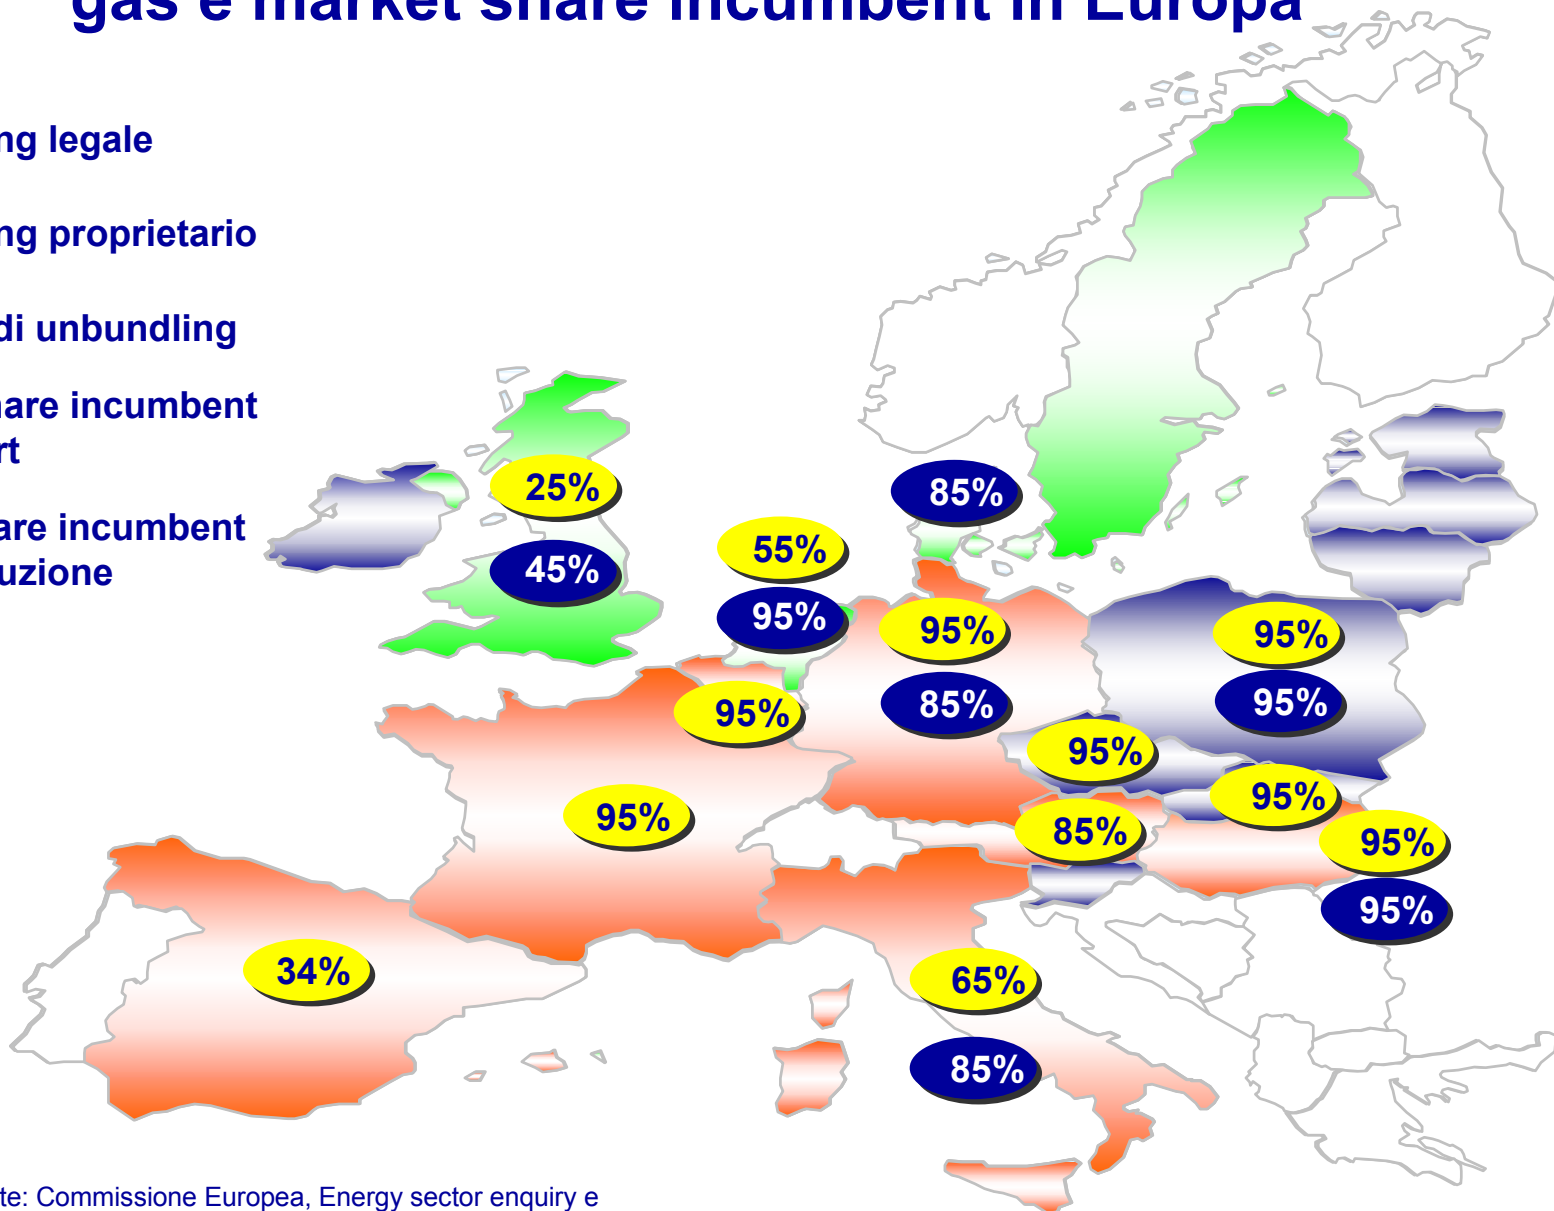 gas e market share incumbent in Europa
ng legale
ng proprietario
di unbundling
are incumbent
rt
are incumbent
uzione
25%
45%
85%
55%
95%
95%
85%
95%
95%
95%
95%
95%
85%
95%
95%
95%
34%
65%
85%
te: Commissione Europea, Energy sector enquiry e